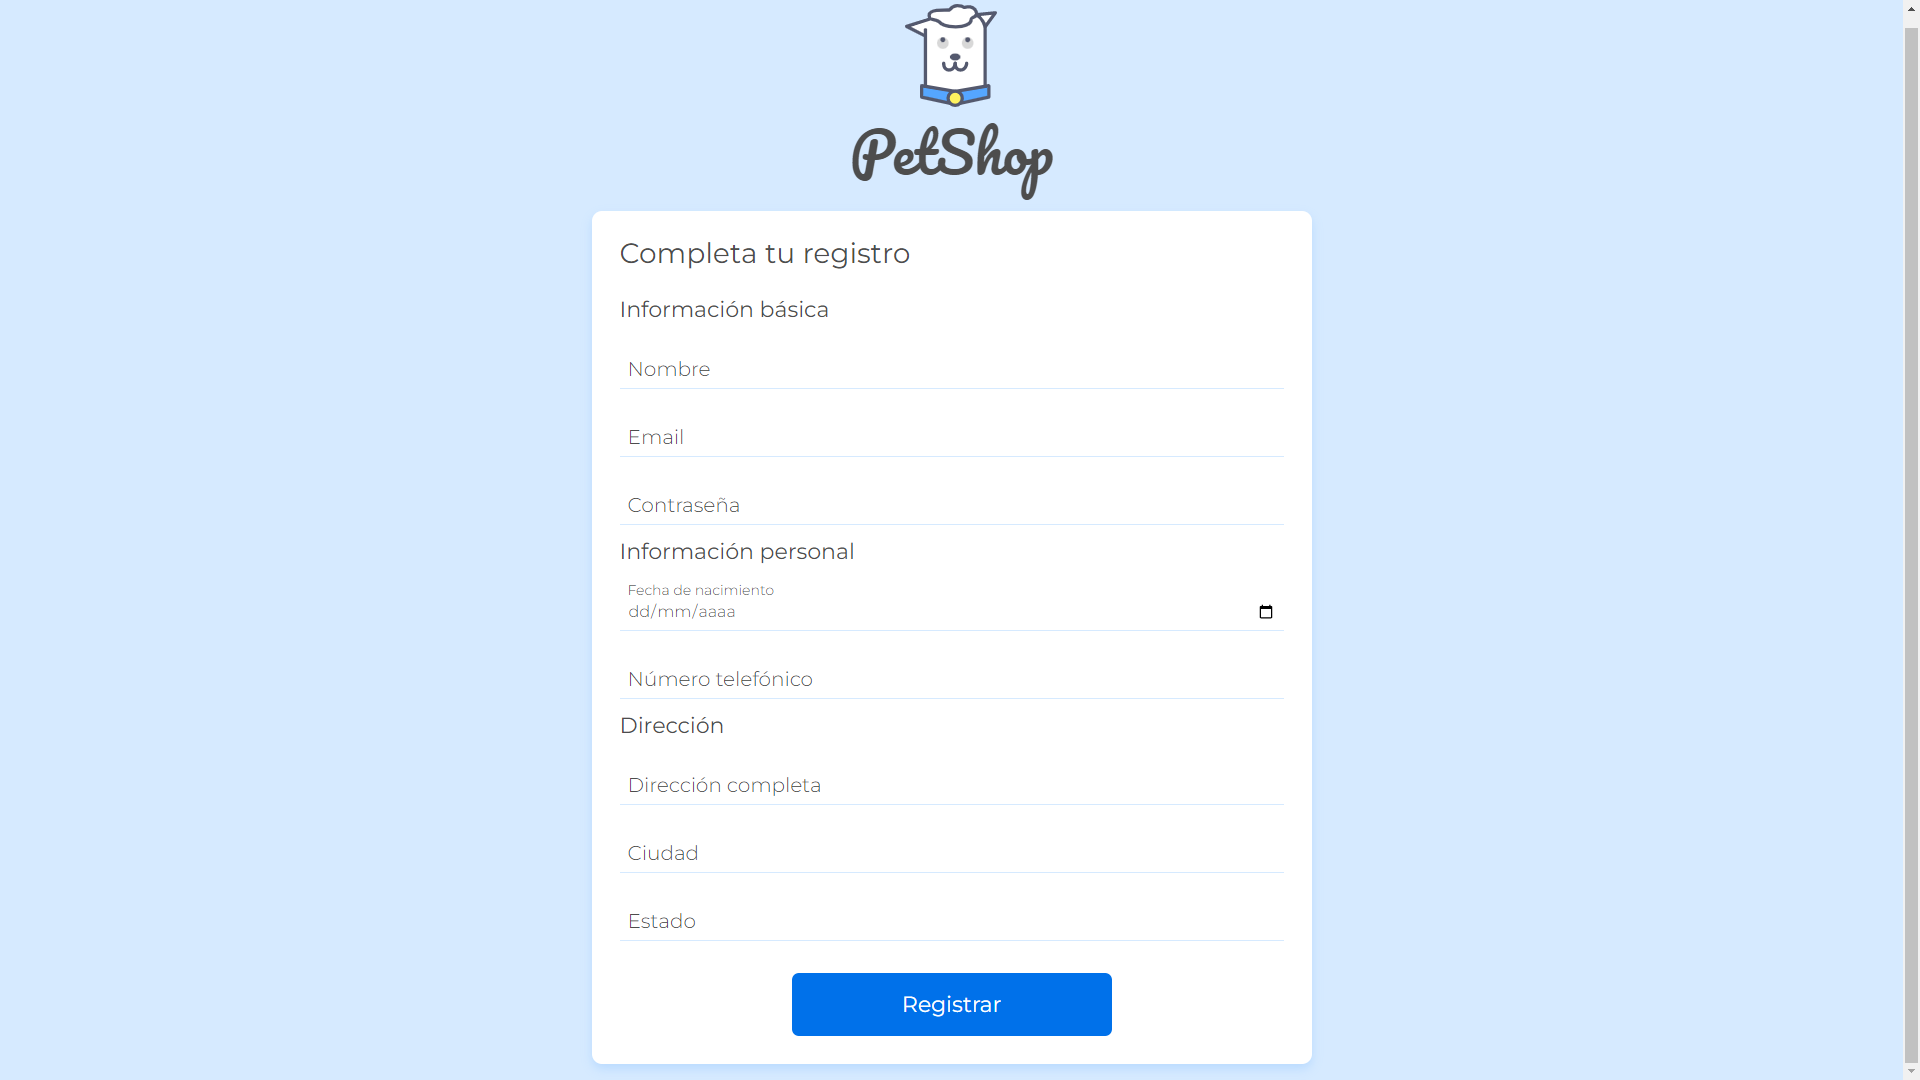 PetShop
Completa tu registro
Información básica
Nombre
Email
Contraseña
Información personal
Fecha de nacimiento
dd/mm/aaaa
Número telefónico
Dirección
Dirección completa
Ciudad
Estado
Registrar